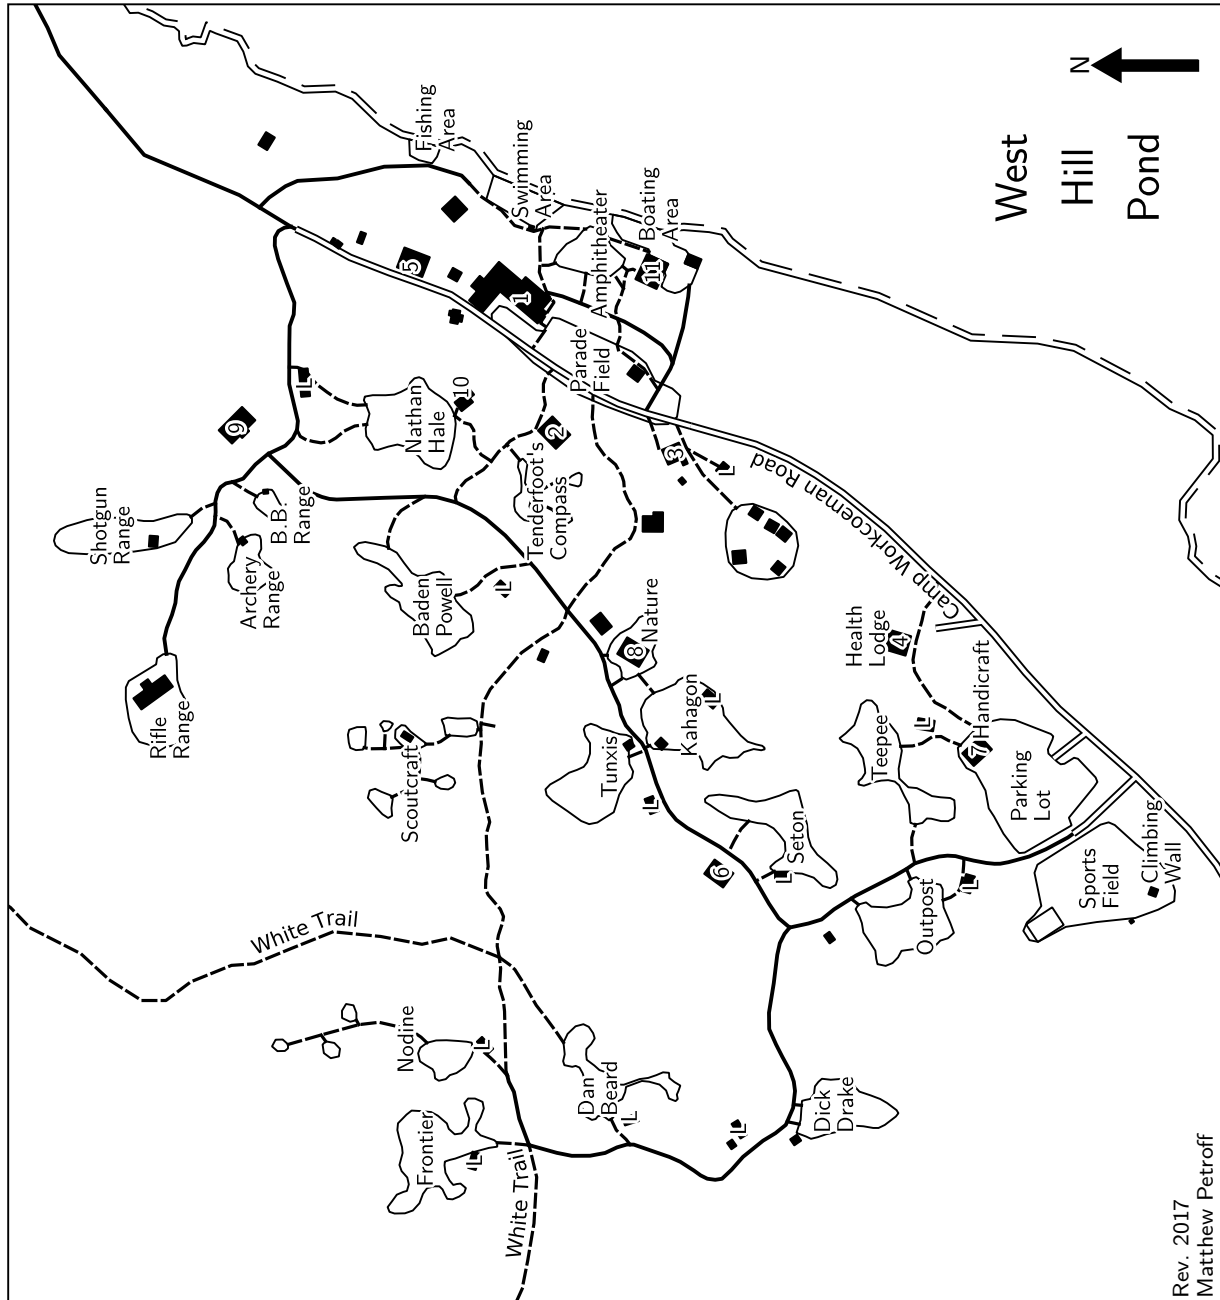 N
West
Hill
Pond
Fishing
Area
Swimming
Area
Amphitheater
Boating
Area
5
1
11
Parade
Field
L
9
Nathan
Hale
10
2
3
L
Tenderfoot's
Compass
Camp Workcoeman Road
Shotgun
Range
B.B.
Range
Archery
Range
Baden
Powell
L
Rifle
Range
Scoutcraft
8
Nature
Kahagon
L
Tunxis
L
Health
Lodge
4
Handicraft
7
L
Teepee
Parking
Lot
6
Seton
L
Outpost
L
Sports
Field
Climbing
Wall
White Trail
Nodine
L
Frontier
L
Dan
Beard
L
White Trail
L
Dick
Drake
Rev. 2017
Matthew Petroff